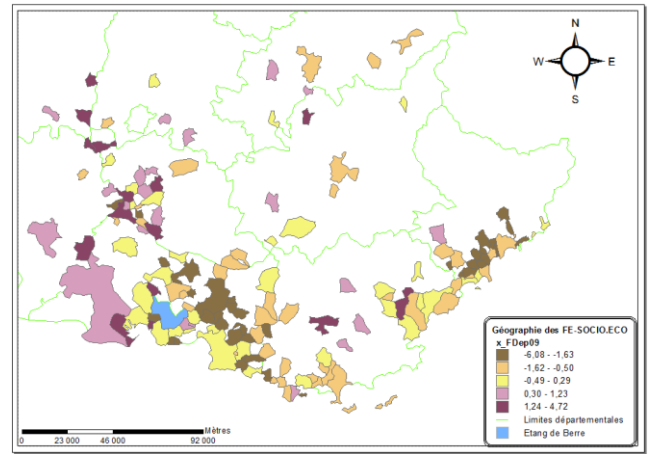 N
W E
S
Géographie des FE-SOCIO.ECO
x_FDep09
-6,08 - -1,63
-1,62 - -0,50
-0,49 - 0,29
0,30 - 1,23
1,24 - 4,72
Limites départementales
Etang de Berre
Mètres
0 23 000 46 000 92 000